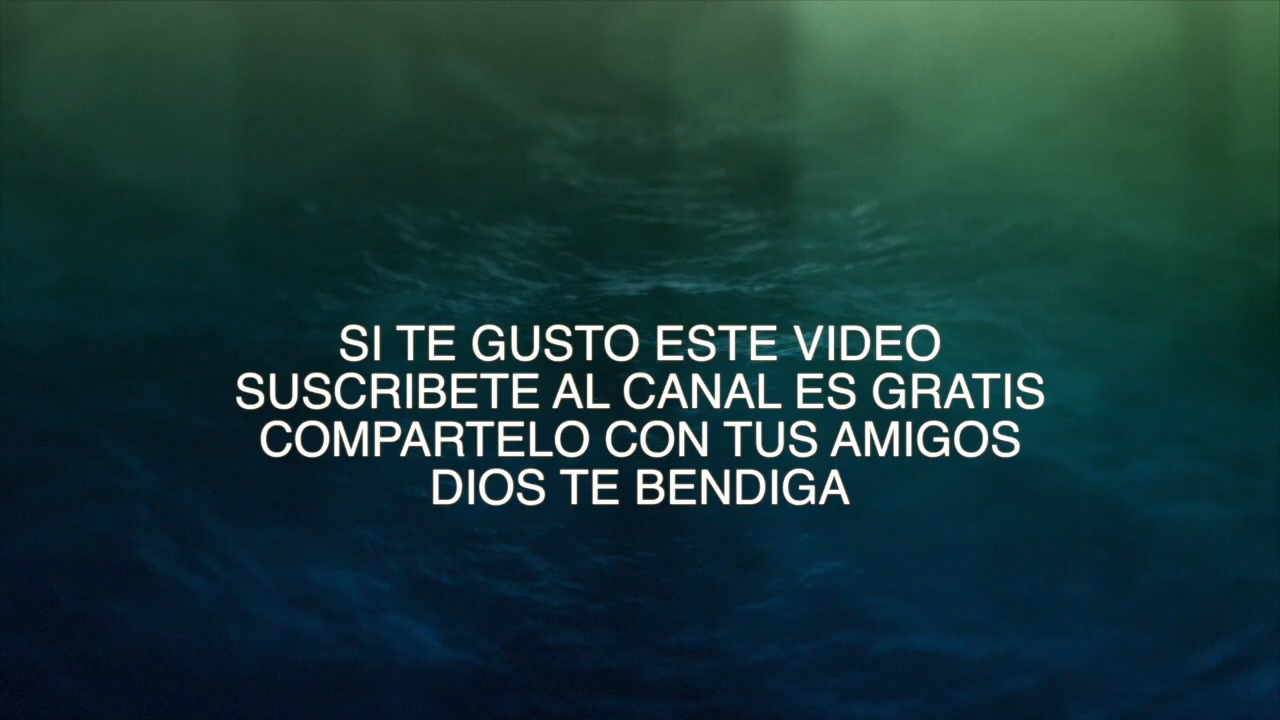 SI TE GUSTO ESTE VIDEO
SUSCRIBETE AL CANAL ES GRATIS
COMPARTELO CON TUS AMIGOS
DIOS TE BENDIGA